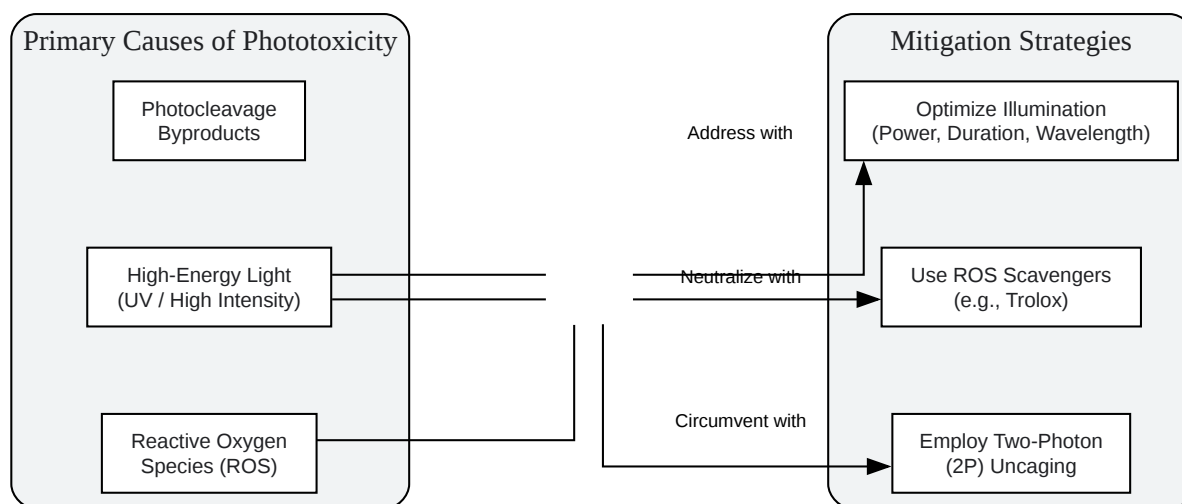 Primary Causes of Phototoxicity
Mitigation Strategies
Photocleavage
Byproducts
Address with
Optimize Illumination
(Power, Duration, Wavelength)
High-Energy Light
(UV / High Intensity)
Neutralize with
Use ROS Scavengers
(e.g., Trolox)
Reactive Oxygen
Species (ROS)
Circumvent with
Employ Two-Photon
(2P) Uncaging